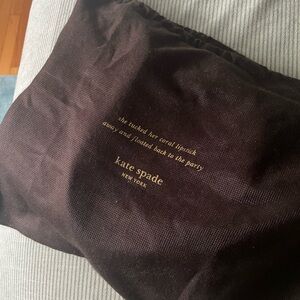 she tucked her coral lipstick
away and floated back to the party
kate spade
NEW YORK